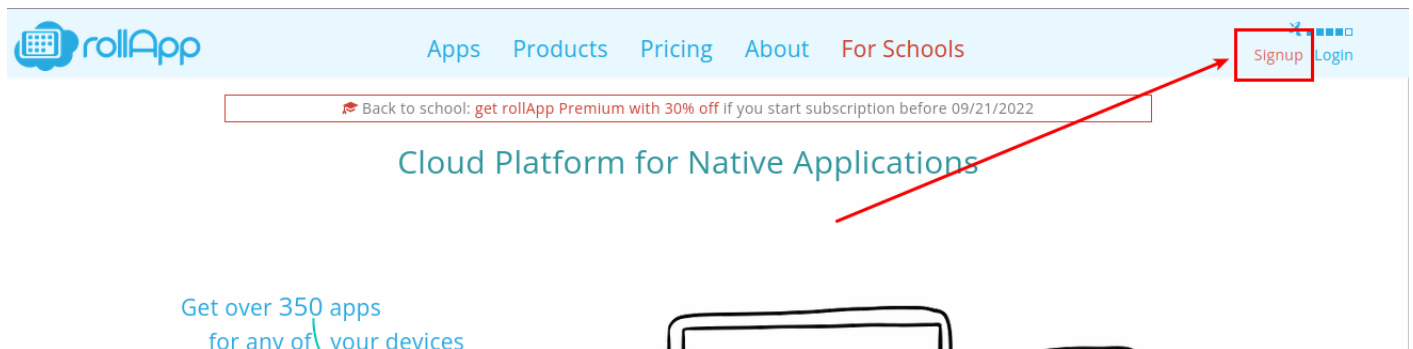 rollApp
Apps Products Pricing About For Schools
Signup Login
Back to school: get rollApp Premium with 30% off if you start subscription before 09/21/2022
Cloud Platform for Native Applications
Get over 350 apps
for any of your devices